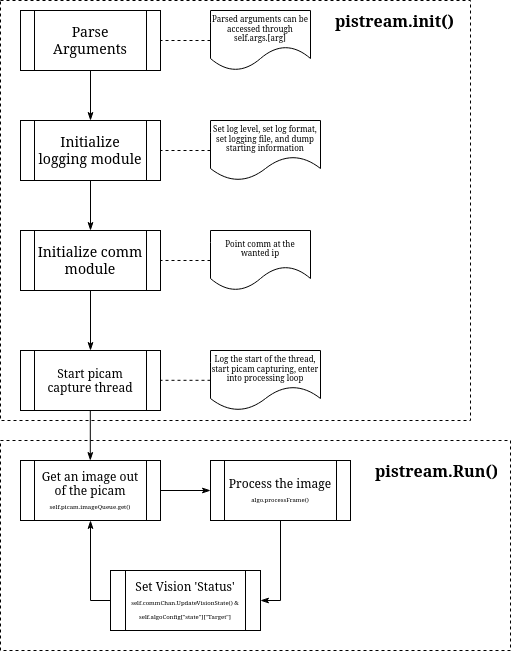 pistream.init()
Parse
Arguments
Parsed arguments can be
accessed through
self.args.[arg]
Initialize
logging module
Set log level, set log format,
set logging file, and dump
starting information
Initialize comm
module
Point comm at the
wanted ip
Start picam
capture thread
Log the start of the thread,
start picam capturing, enter
into processing loop
pistream.Run()
Get an image out
of the picam
self.picam.imageQueue.get()
Process the image
algo.processFrame()
Set Vision 'Status'
self.commChan.UpdateVisionState() &
self.algoConfig["state"]["Target"]